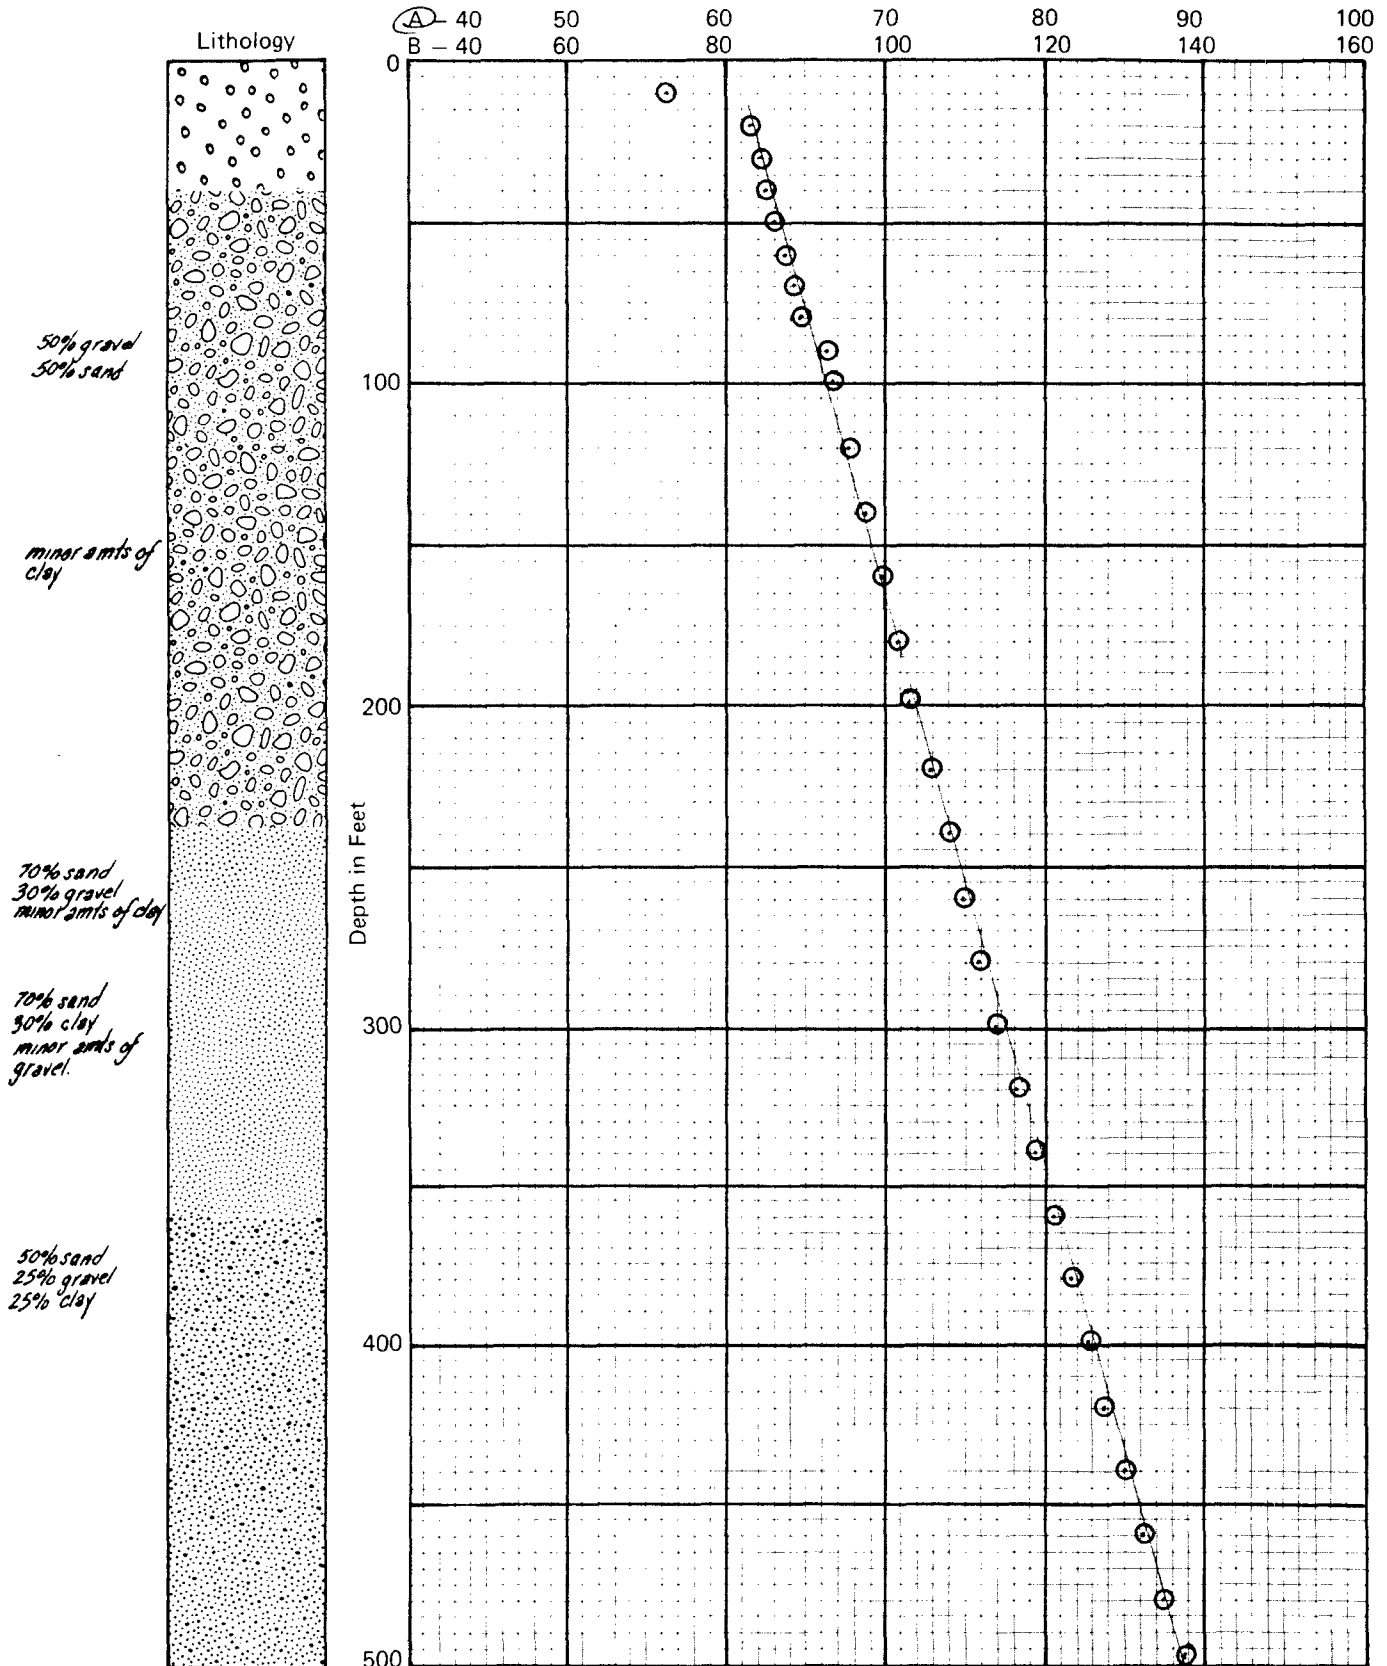 A – 40 50 60 70 80 90 100
Lithology
B – 40 60 80 100 120 140 160
0
50% gravel
50% sand
100
minor amts of
clay
200
Depth in Feet
70% sand
30% gravel
minor amts of clay
70% sand
30% clay
minor amts of
gravel.
300
50% sand
25% gravel
25% clay
400
500